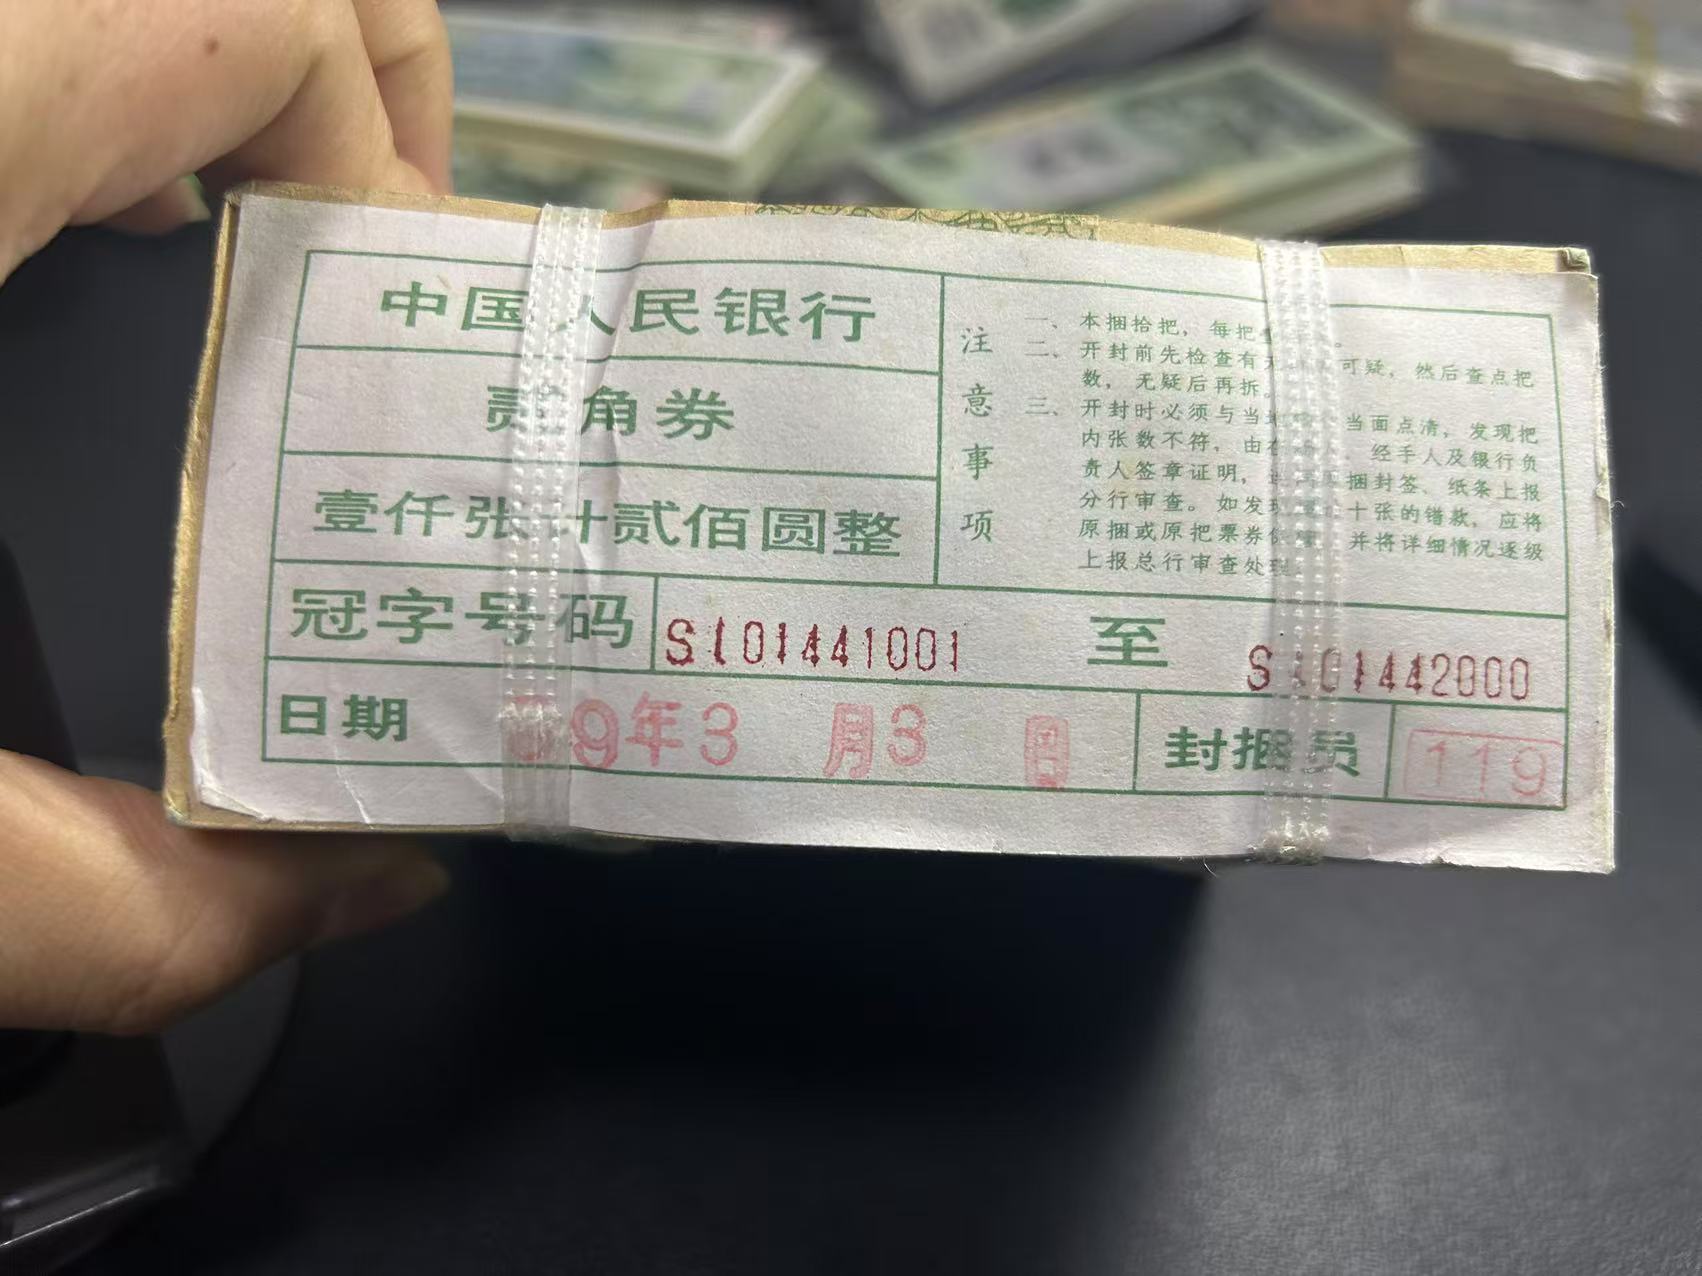 中国人民银行
贰角券
壹仟张计贰佰圆整
注意事项
一、本捆拾把，每把
二、开封前先检查有 可疑，然后查点把
数，无疑后再拆。
三、开封时必须与当 当面点清，发现把
内张数不符，由在 经手人及银行负
责人签章证明， 捆封签、纸条上报
分行审查。如发现 十张的错款，应将
原捆或原把票券 并将详细情况逐级
上报总行审查处理
冠字号码 S101441001 至 S101442000
日期 99年3月3日 封捆员 119